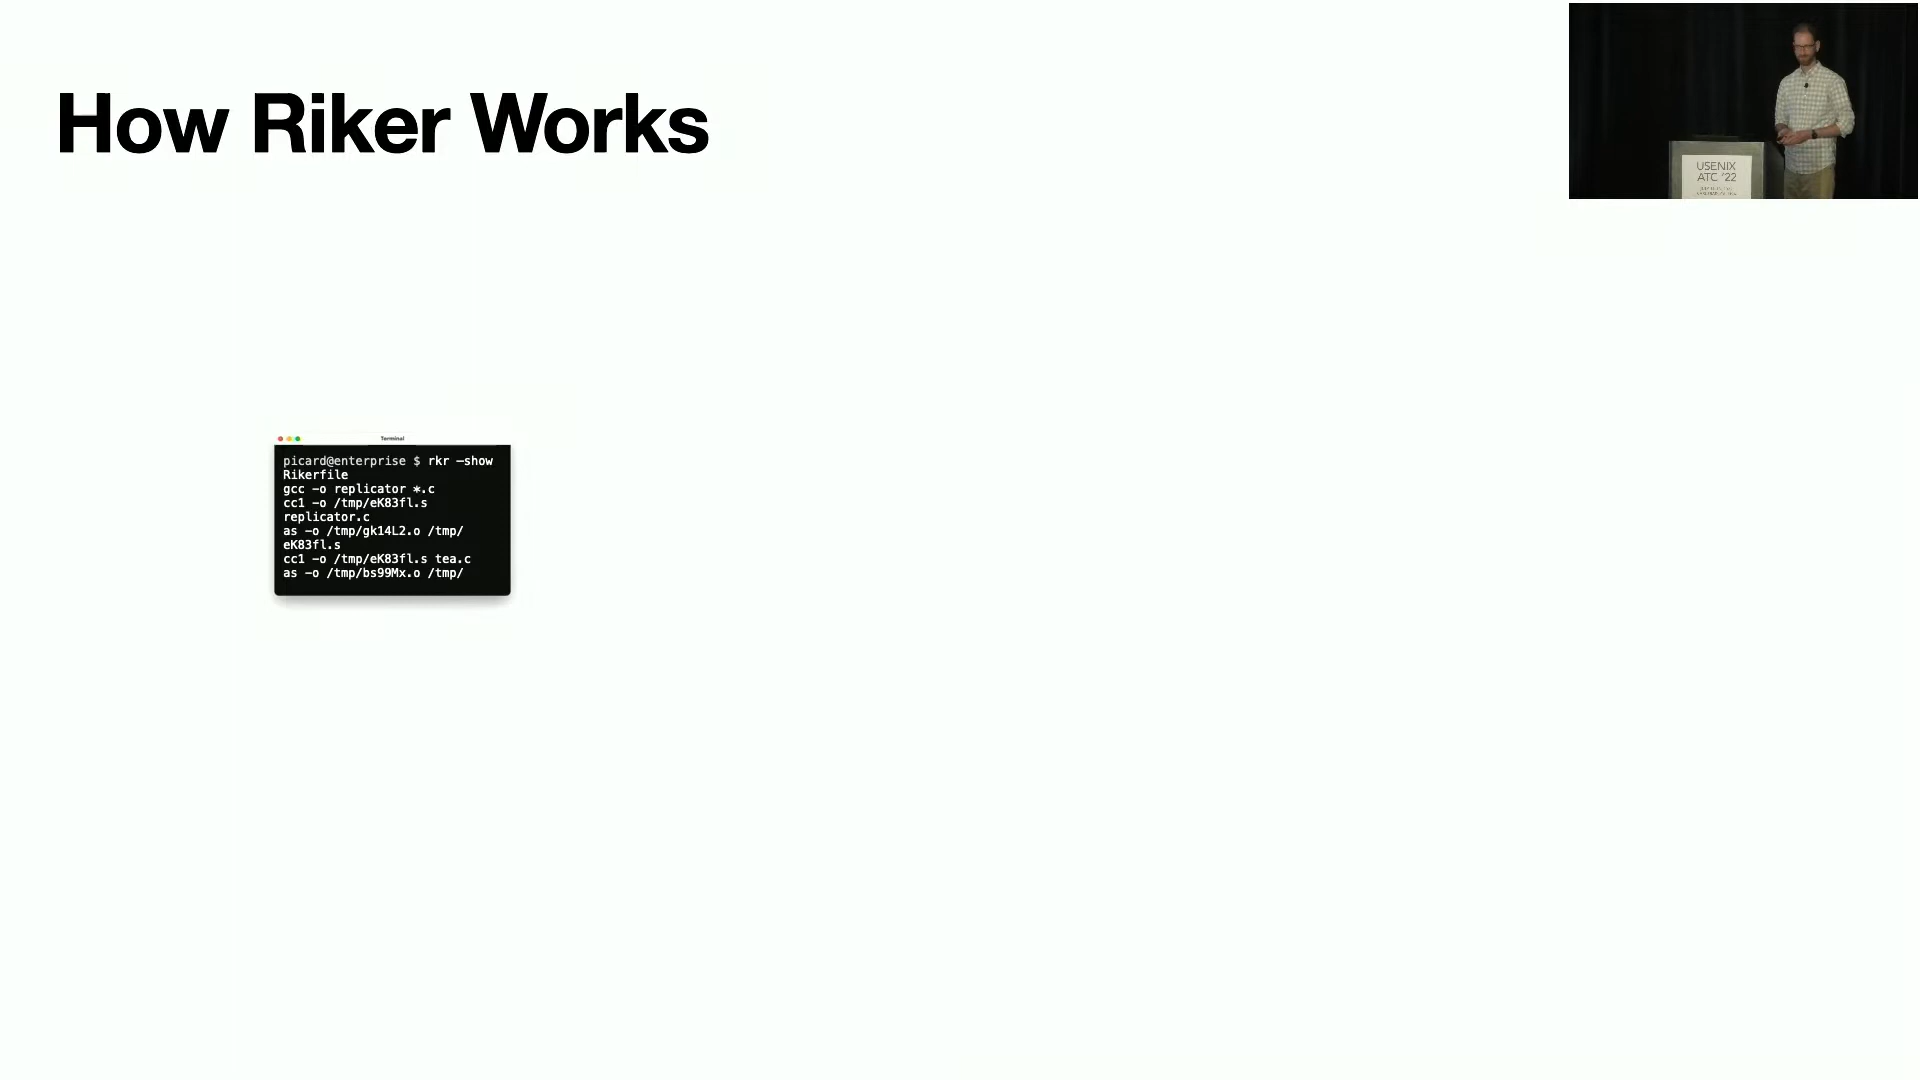 How Riker Works
USENIX
ATC '22
Terminal
picard@enterprise $ rkr —show
Rikerfile
gcc -o replicator *.c
cc1 -o /tmp/eK83fl.s
replicator.c
as -o /tmp/gk14L2.o /tmp/
eK83fl.s
cc1 -o /tmp/eK83fl.s tea.c
as -o /tmp/bs99Mx.o /tmp/